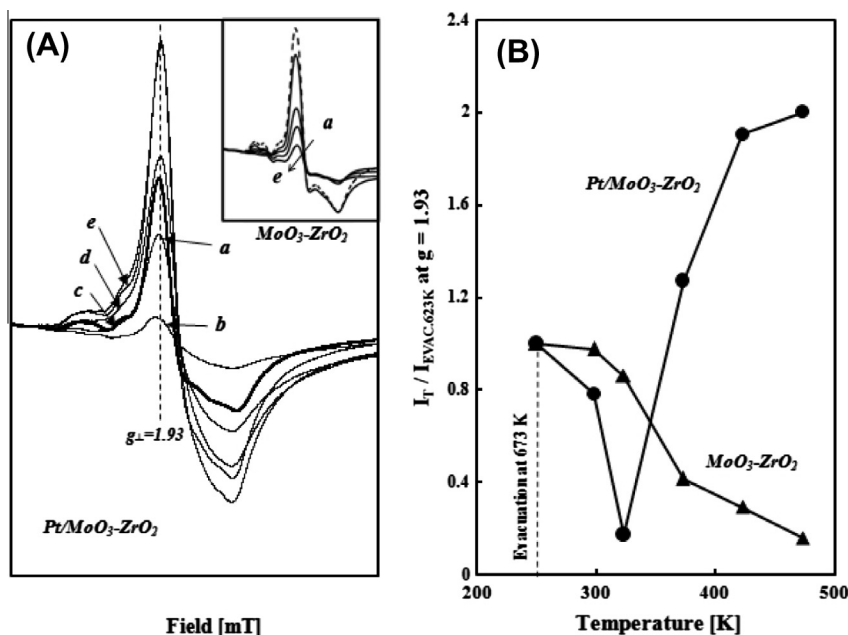 (A)
a
e
MoO₃-ZrO₂
e
d
c
a
b
g⊥=1.93
Pt/MoO₃-ZrO₂
Field [mT]
(B)
I_T / I_EVAC.623K at g = 1.93
2.4
2
1.6
1.2
0.8
0.4
0
Pt/MoO₃-ZrO₂
MoO₃-ZrO₂
Evacuation at 673 K
200 300 400 500
Temperature [K]